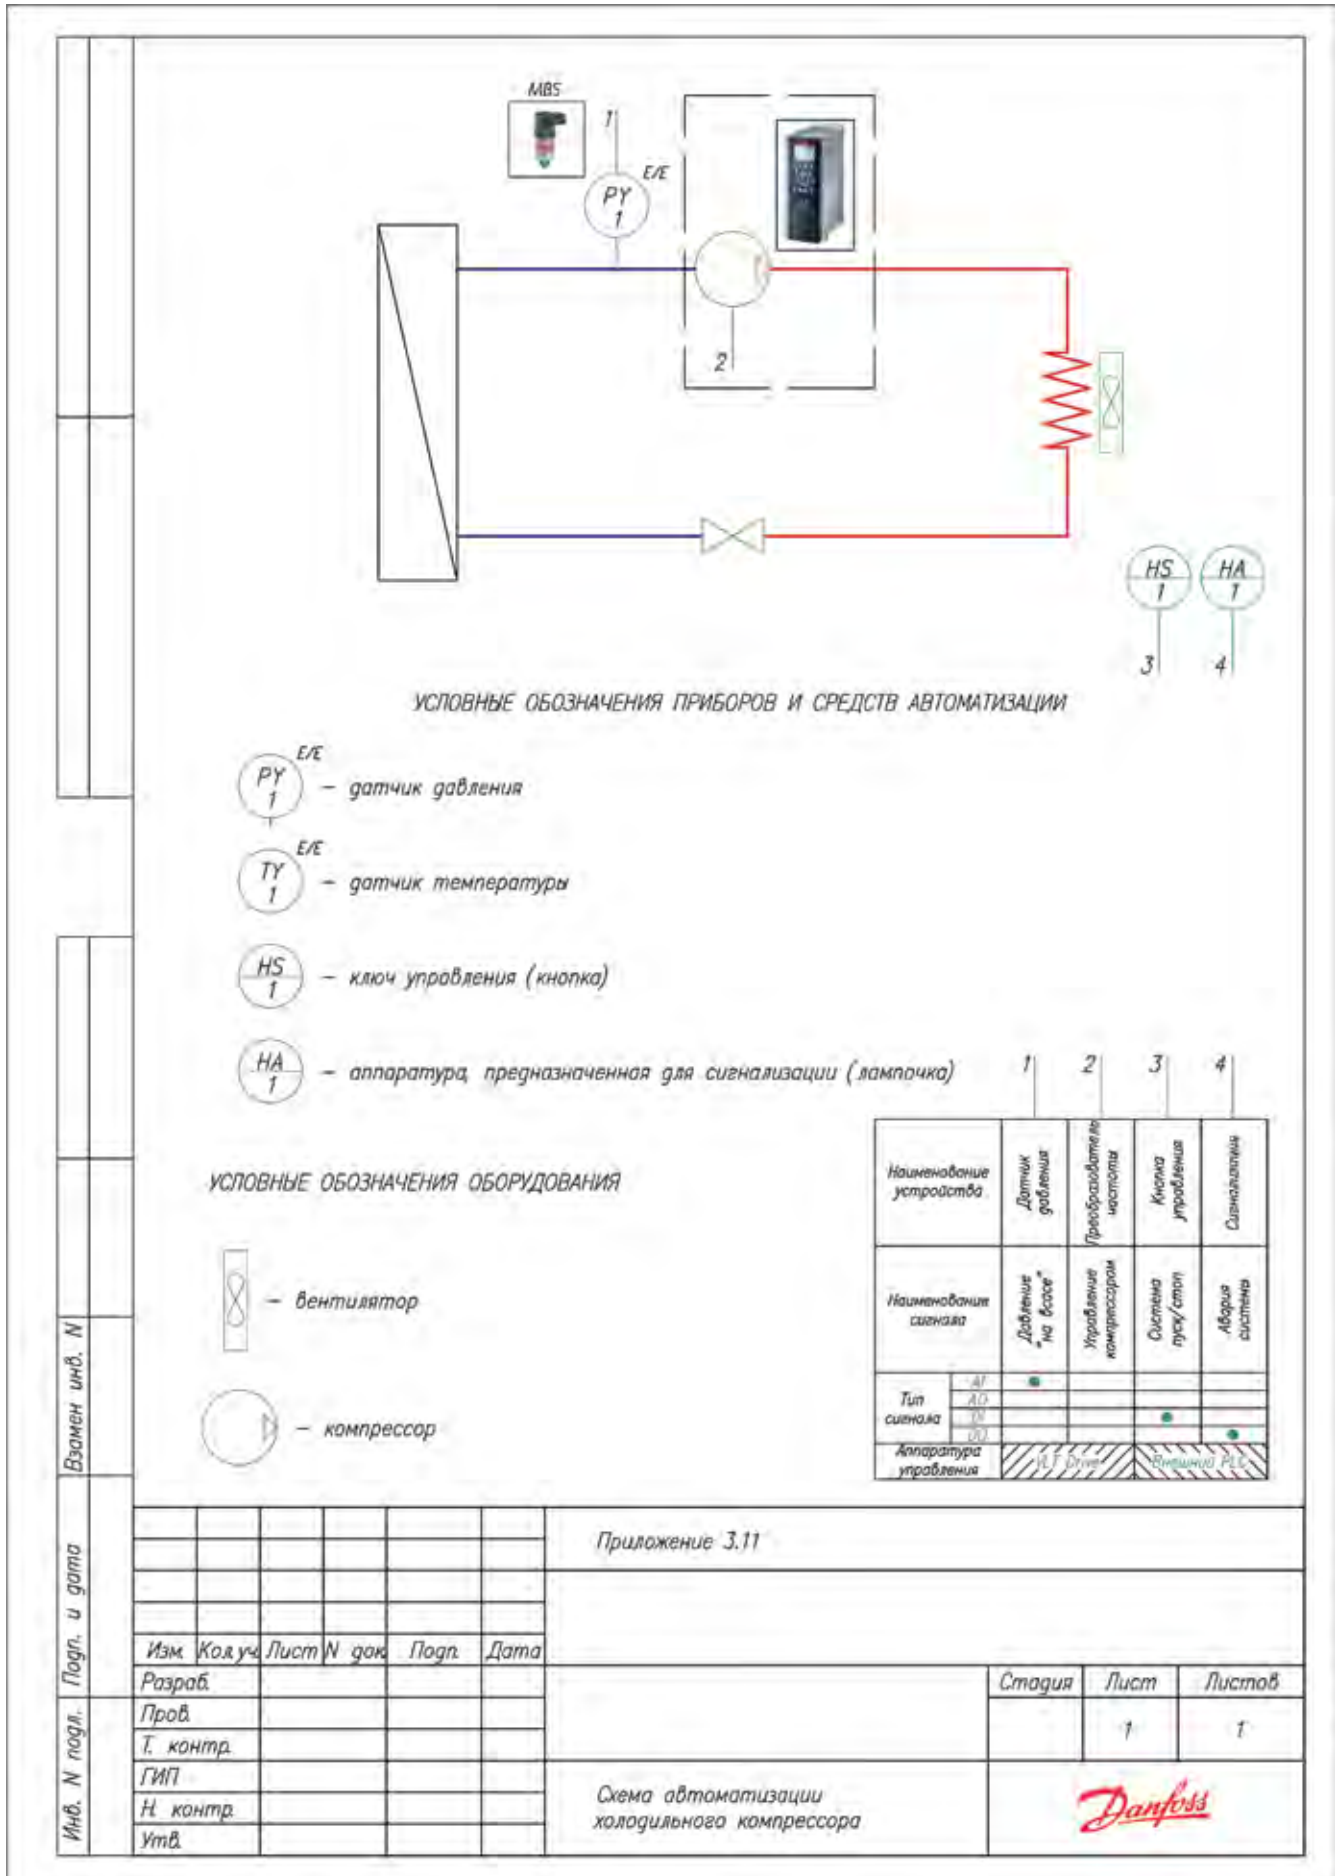 MBS
1
E/E
PY
1
2
HS
1
HA
1
3
4
УСЛОВНЫЕ ОБОЗНАЧЕНИЯ ПРИБОРОВ И СРЕДСТВ АВТОМАТИЗАЦИИ
E/E
PY
1
– датчик давления
E/E
TY
1
– датчик температуры
HS
1
– ключ управления (кнопка)
HA
1
– аппаратура, предназначенная для сигнализации (лампочка)
1
2
3
4
Наименование
устройства
Датчик
давления
Преобразователь
частоты
Кнопка
управления
Сигнализация
Наименование
сигнала
Давление
"на всасе"
Управление
компрессором
Система
пуск/стоп
Авария
системы
Тип
сигнала
AI
AO
DI
DO
Аппаратура
управления
VLT Drive
Внешний PLC
УСЛОВНЫЕ ОБОЗНАЧЕНИЯ ОБОРУДОВАНИЯ
– вентилятор
– компрессор
Взамен инв. N
Подп. и дата
Инв. N подл.
Приложение 3.11
Изм. Кол.уч Лист N док Подп. Дата
Разраб.
Пров.
Т. контр.
ГИП
Н. контр.
Утв.
Стадия Лист Листов
1 1
Схема автоматизации
холодильного компрессора
Danfoss